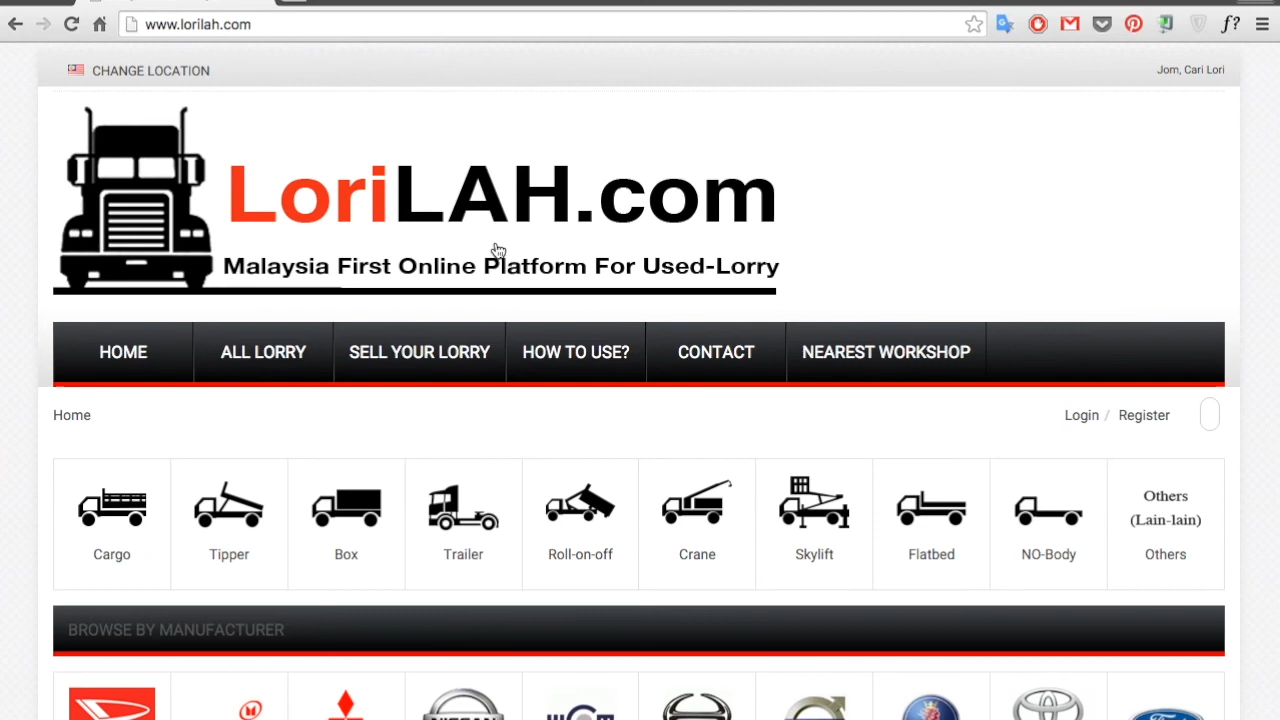 www.lorilah.com
f?
CHANGE LOCATION
Jom, Cari Lori
LoriLAH.com
Malaysia First Online Platform For Used-Lorry
HOME ALL LORRY SELL YOUR LORRY HOW TO USE? CONTACT NEAREST WORKSHOP
Home
Login / Register
Others
(Lain-lain)
Cargo Tipper Box Trailer Roll-on-off Crane Skylift Flatbed NO-Body Others
BROWSE BY MANUFACTURER